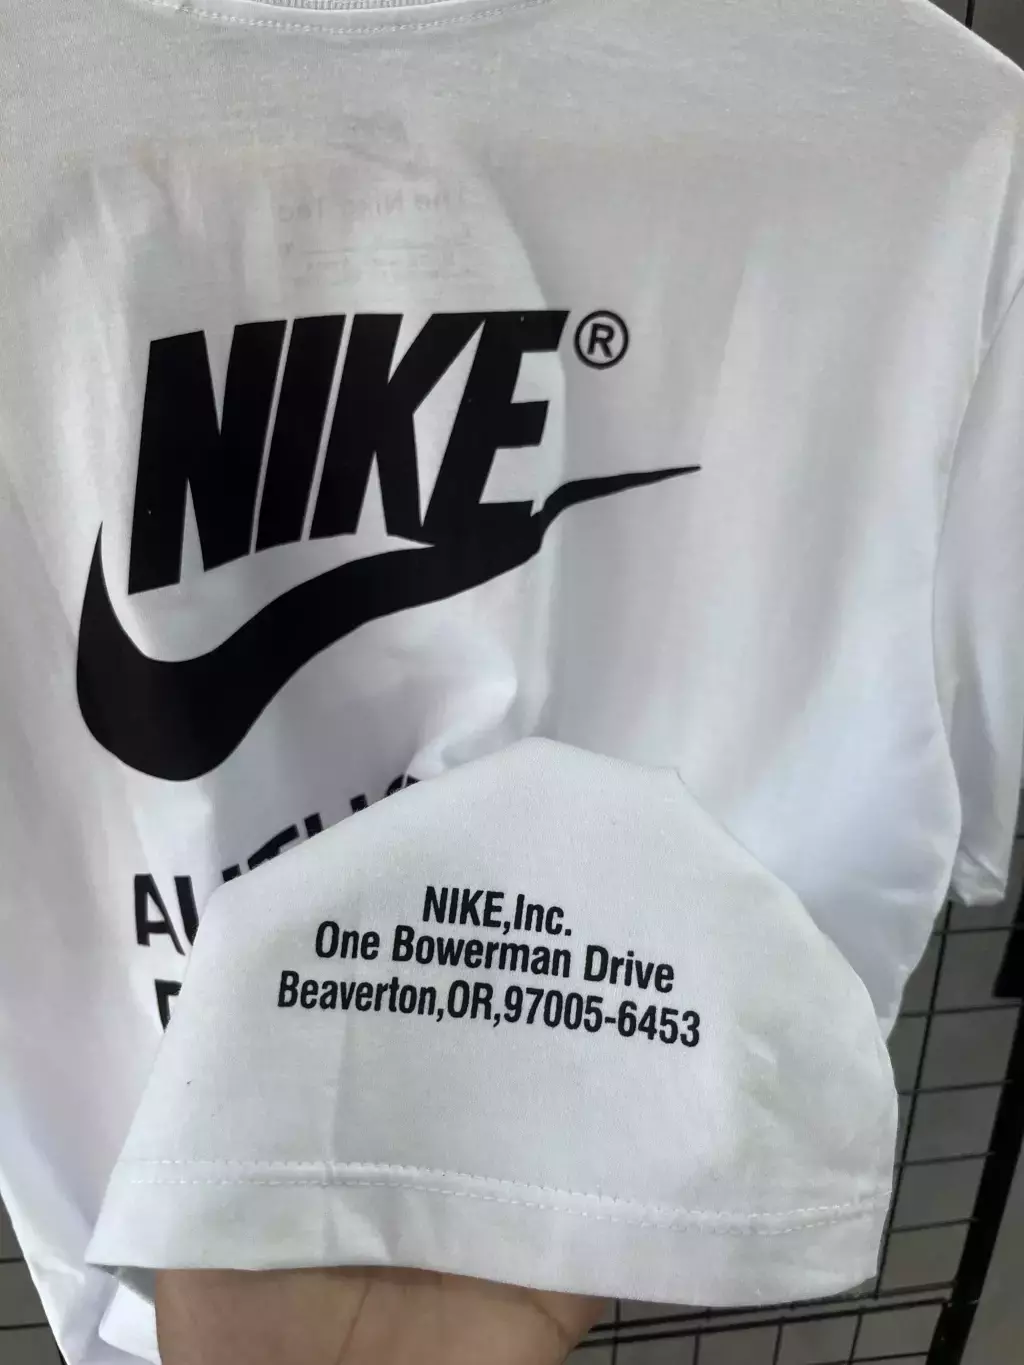 NIKE®
NIKE,Inc.
One Bowerman Drive
Beaverton,OR,97005-6453